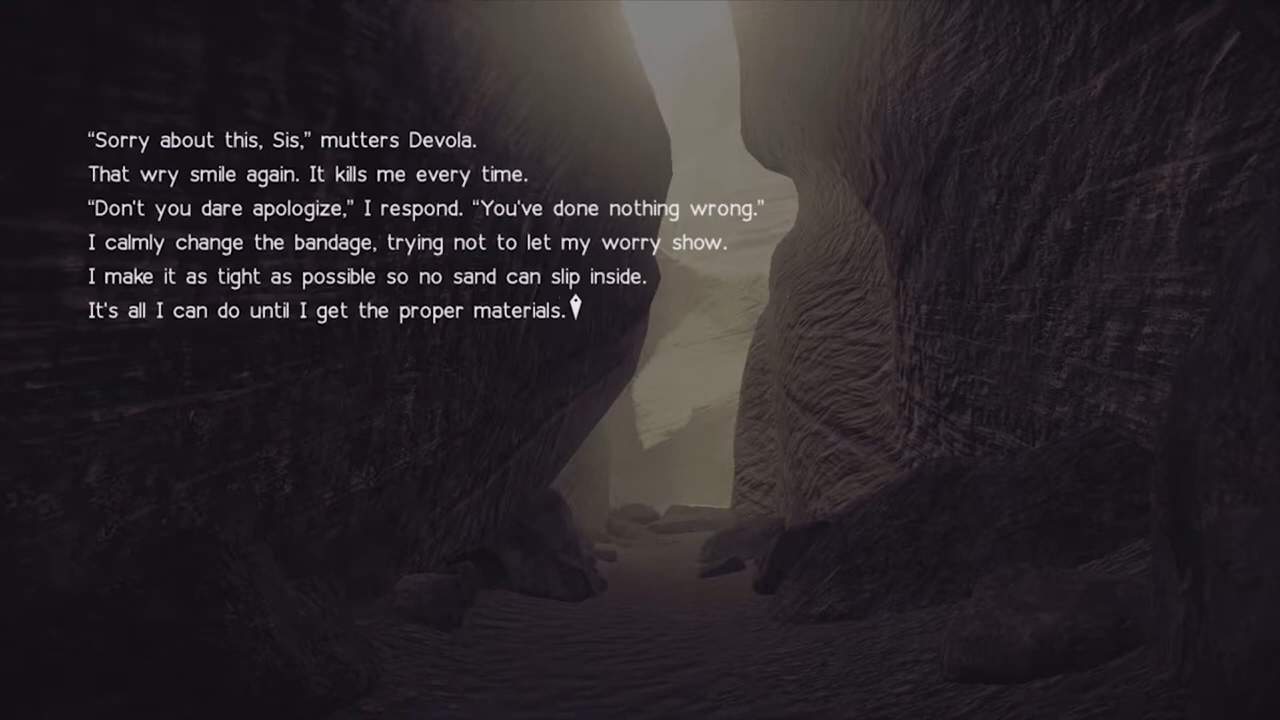 “Sorry about this, Sis,” mutters Devola.
That wry smile again. It kills me every time.
“Don't you dare apologize,” I respond. “You've done nothing wrong.”
I calmly change the bandage, trying not to let my worry show.
I make it as tight as possible so no sand can slip inside.
It's all I can do until I get the proper materials.